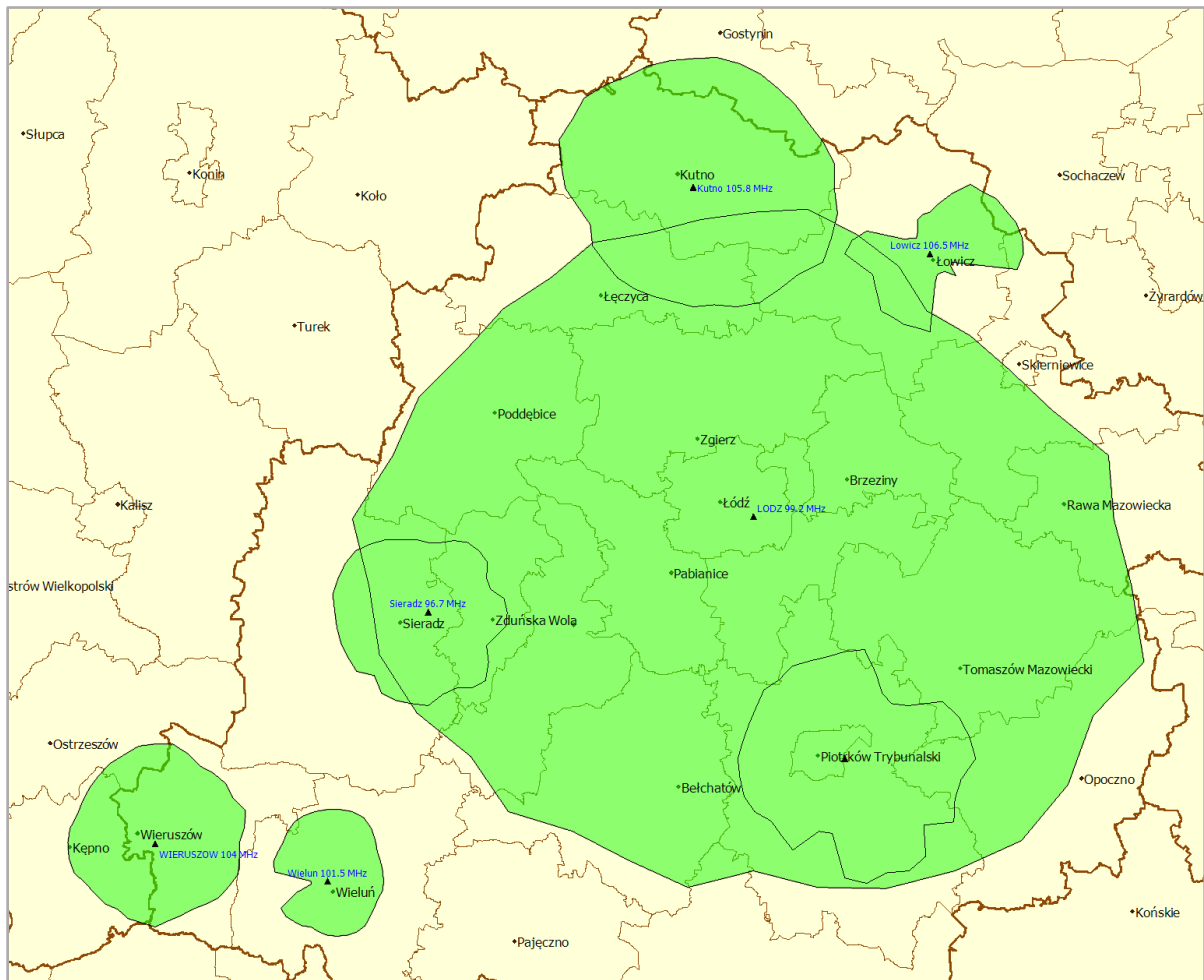 Gostynin
Słupca
Konin
Kutno
Sochaczew
Kutno 105.8 MHz
Koło
Lowicz 106.5 MHz
Łowicz
Łęczyca
Żyrardów
Turek
Skierniewice
Poddębice
Zgierz
Brzeziny
Kalisz
Łódź
LODZ 99.2 MHz
Rawa Mazowiecka
Pabianice
strów Wielkopolski
Sieradz 96.7 MHz
Sieradz
Zduńska Wola
Tomaszów Mazowiecki
Ostrzeszów
Piotrków Trybunalski
Opoczno
Bełchatów
Wieruszów
Kępno
WIERUSZOW 104 MHz
Wielun 101.5 MHz
Wieluń
Końskie
Pajęczno